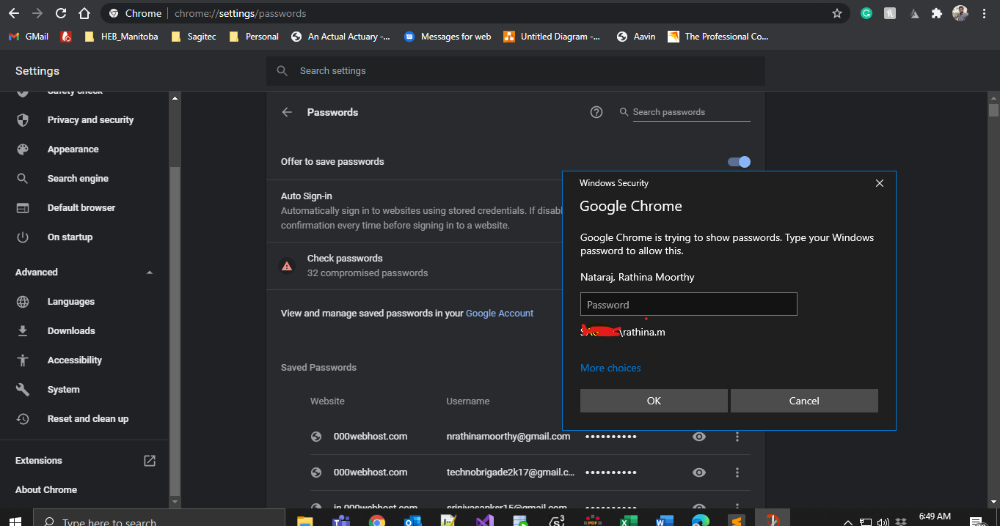 Chrome chrome://settings/passwords
GMail HEB_Manitoba Sagitec Personal An Actual Actuary -... Messages for web Untitled Diagram -... Aavin The Professional Co...
Settings
Search settings
Safety check
Privacy and security
Appearance
Search engine
Default browser
On startup
Advanced
Languages
Downloads
Accessibility
System
Reset and clean up
Extensions
About Chrome
Passwords
Search passwords
Offer to save passwords
Auto Sign-in
Automatically sign in to websites using stored credentials. If disabl
confirmation every time before signing in to a website.
Check passwords
32 compromised passwords
View and manage saved passwords in your Google Account
Saved Passwords
Website Username
000webhost.com nrathinamoorthy@gmail.com ••••••••••
000webhost.com technobrigade2k17@gmail.c... ••••••••••
in.000webhost.com srinivasanksr15@gmail.com ••••••••••
Windows Security
Google Chrome
Google Chrome is trying to show passwords. Type your Windows
password to allow this.
Nataraj, Rathina Moorthy
Password
\rathina.m
More choices
OK Cancel
Type here to search
6:49 AM